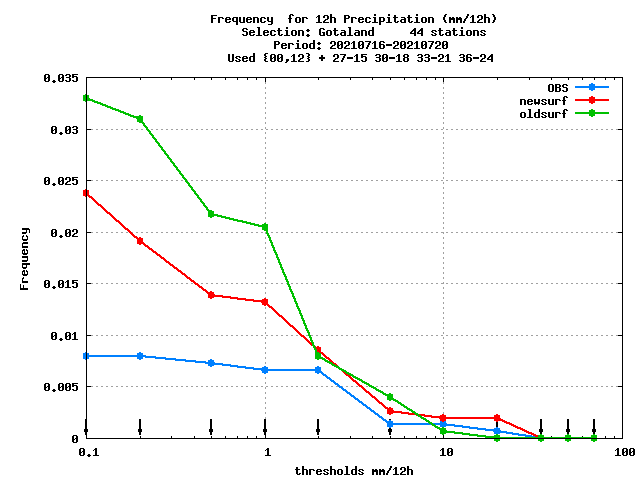 Frequency  for 12h Precipitation (mm/12h)
Selection: Gotaland     44 stations
Period: 20210716-20210720
Used {00,12} + 27-15 30-18 33-21 36-24
OBS
newsurf
oldsurf
0.035
0.03
0.025
0.02
0.015
0.01
0.005
0
Frequency
0.1 1 10 100
thresholds mm/12h